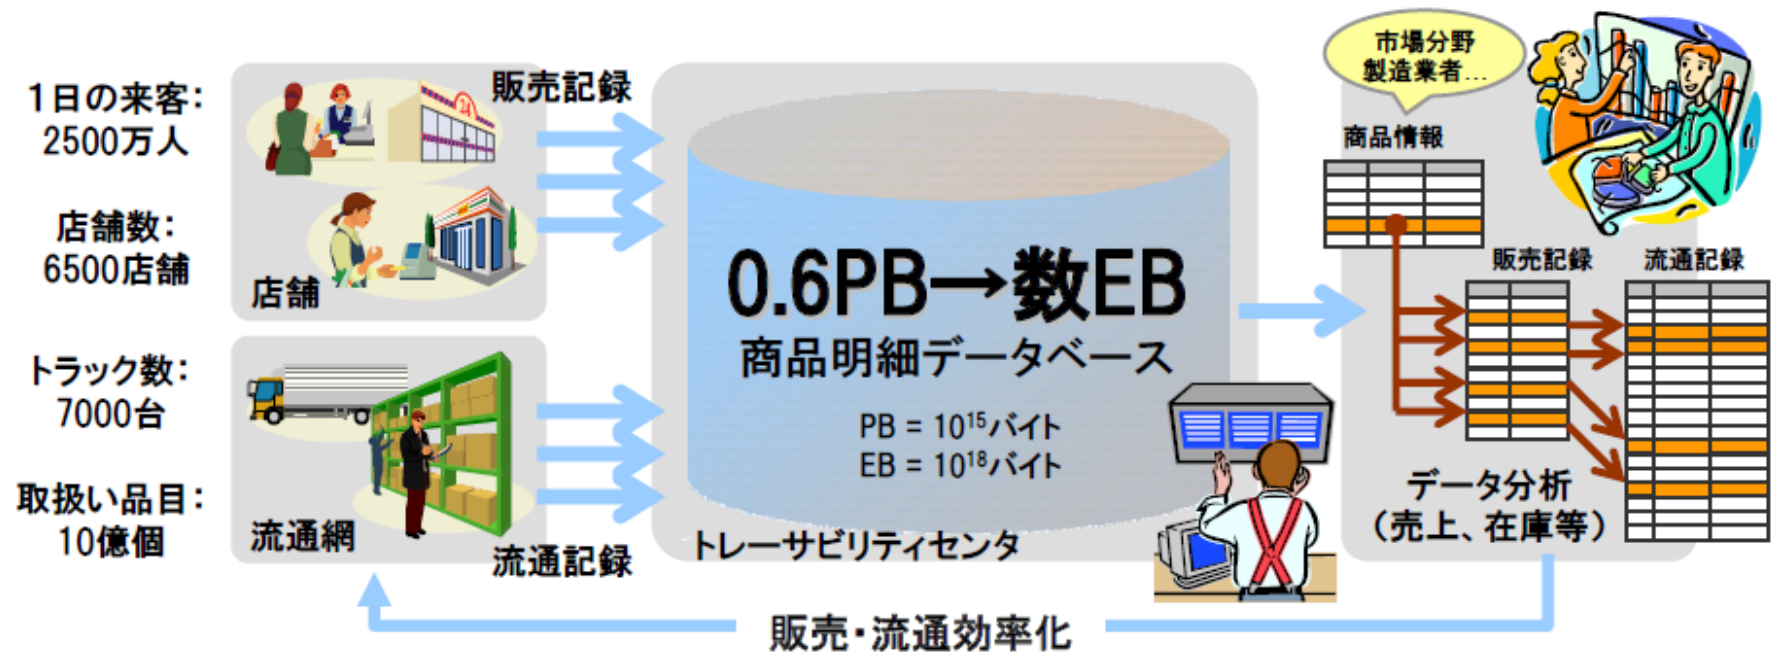 1日の来客：
2500万人
店舗数：
6500店舗
トラック数：
7000台
取扱い品目：
10億個
販売記録
24
店舗
流通網
流通記録
0.6PB→数EB
商品明細データベース
PB = 10¹⁵バイト
EB = 10¹⁸バイト
トレーサビリティセンタ
市場分野
製造業者…
商品情報
販売記録
流通記録
データ分析
（売上、在庫等）
販売・流通効率化